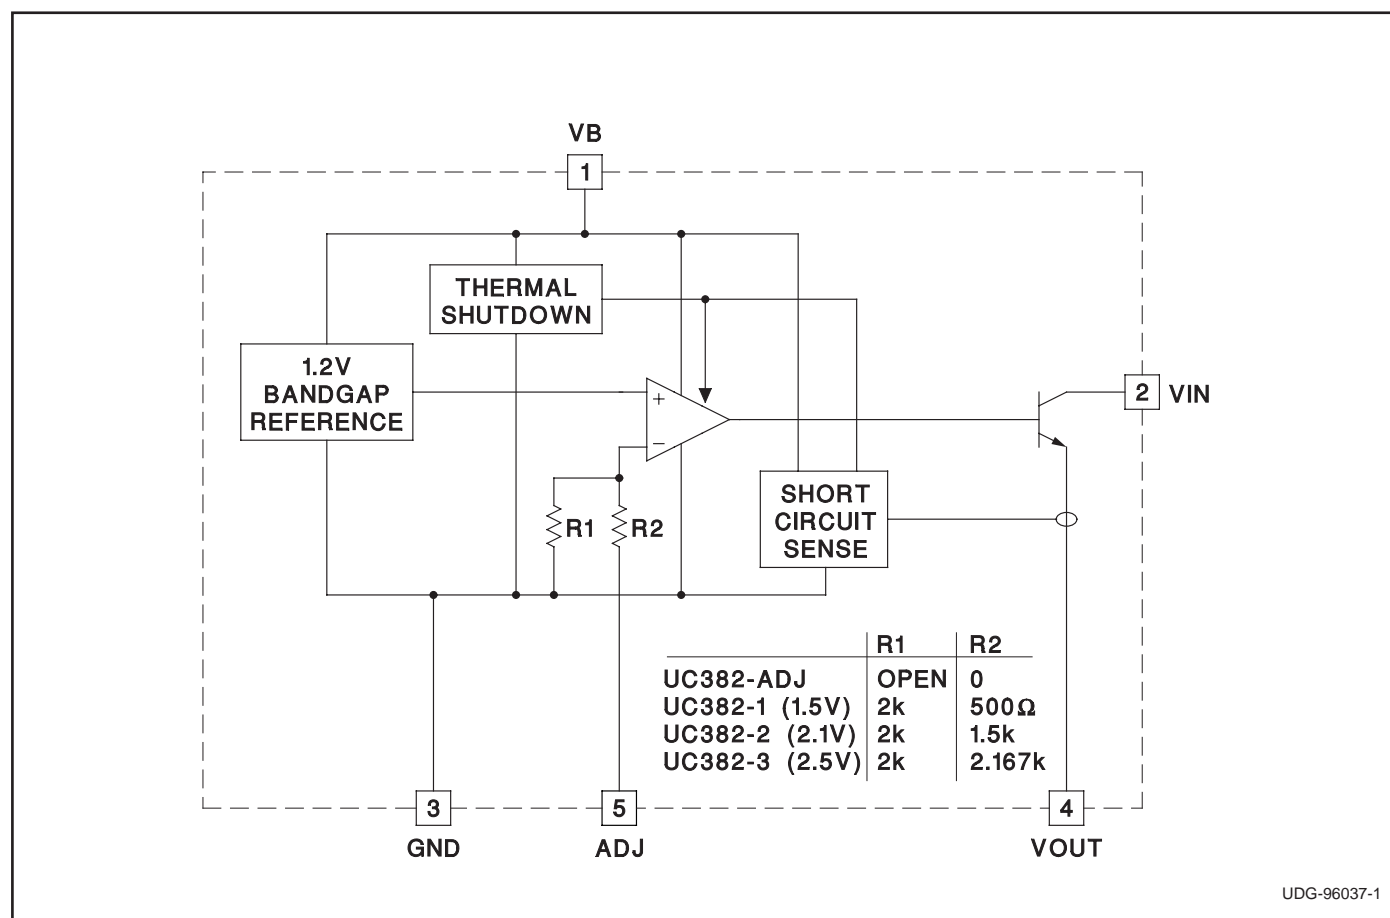 VB
1
THERMAL
SHUTDOWN
1.2V
BANDGAP
REFERENCE
+
−
2 VIN
SHORT
CIRCUIT
SENSE
R1 R2
R1 R2
UC382-ADJ OPEN 0
UC382-1 (1.5V) 2k 500Ω
UC382-2 (2.1V) 2k 1.5k
UC382-3 (2.5V) 2k 2.167k
3 5 4
GND ADJ VOUT
UDG-96037-1